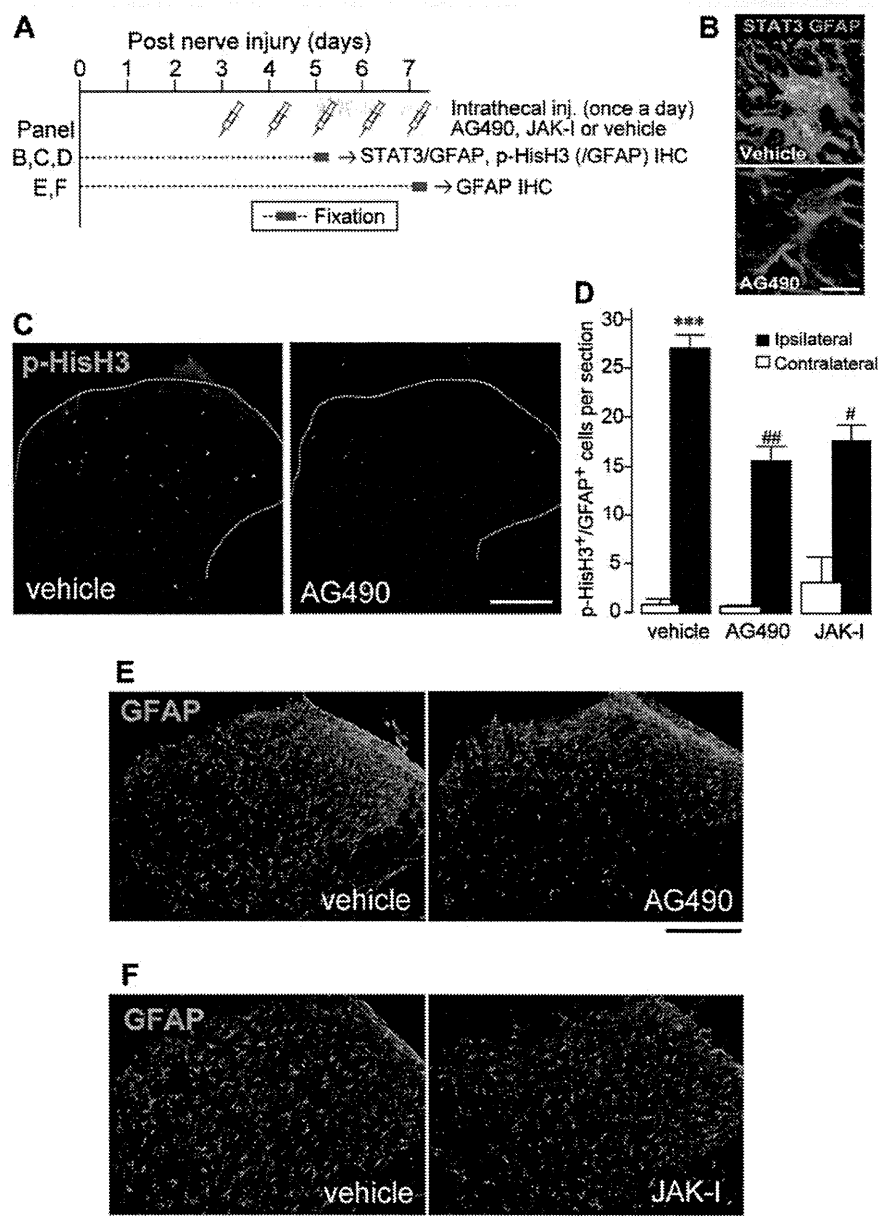 A
Post nerve injury (days)
0 1 2 3 4 5 6 7
Intrathecal inj. (once a day)
AG490, JAK-I or vehicle
Panel
B,C,D
→STAT3/GFAP, p-HisH3 (/GFAP) IHC
E,F
→GFAP IHC
Fixation
B
STAT3 GFAP
Vehicle
AG490
C
p-HisH3
vehicle
AG490
D
p-HisH3+/GFAP+ cells per section
30
25
20
15
10
5
0
***
##
#
Ipsilateral
Contralateral
vehicle AG490 JAK-I
E
GFAP
vehicle
AG490
F
GFAP
vehicle
JAK-I